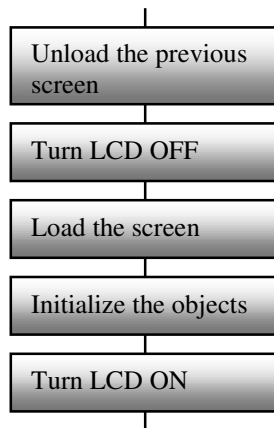 Unload the previous
screen
Turn LCD OFF
Load the screen
Initialize the objects
Turn LCD ON